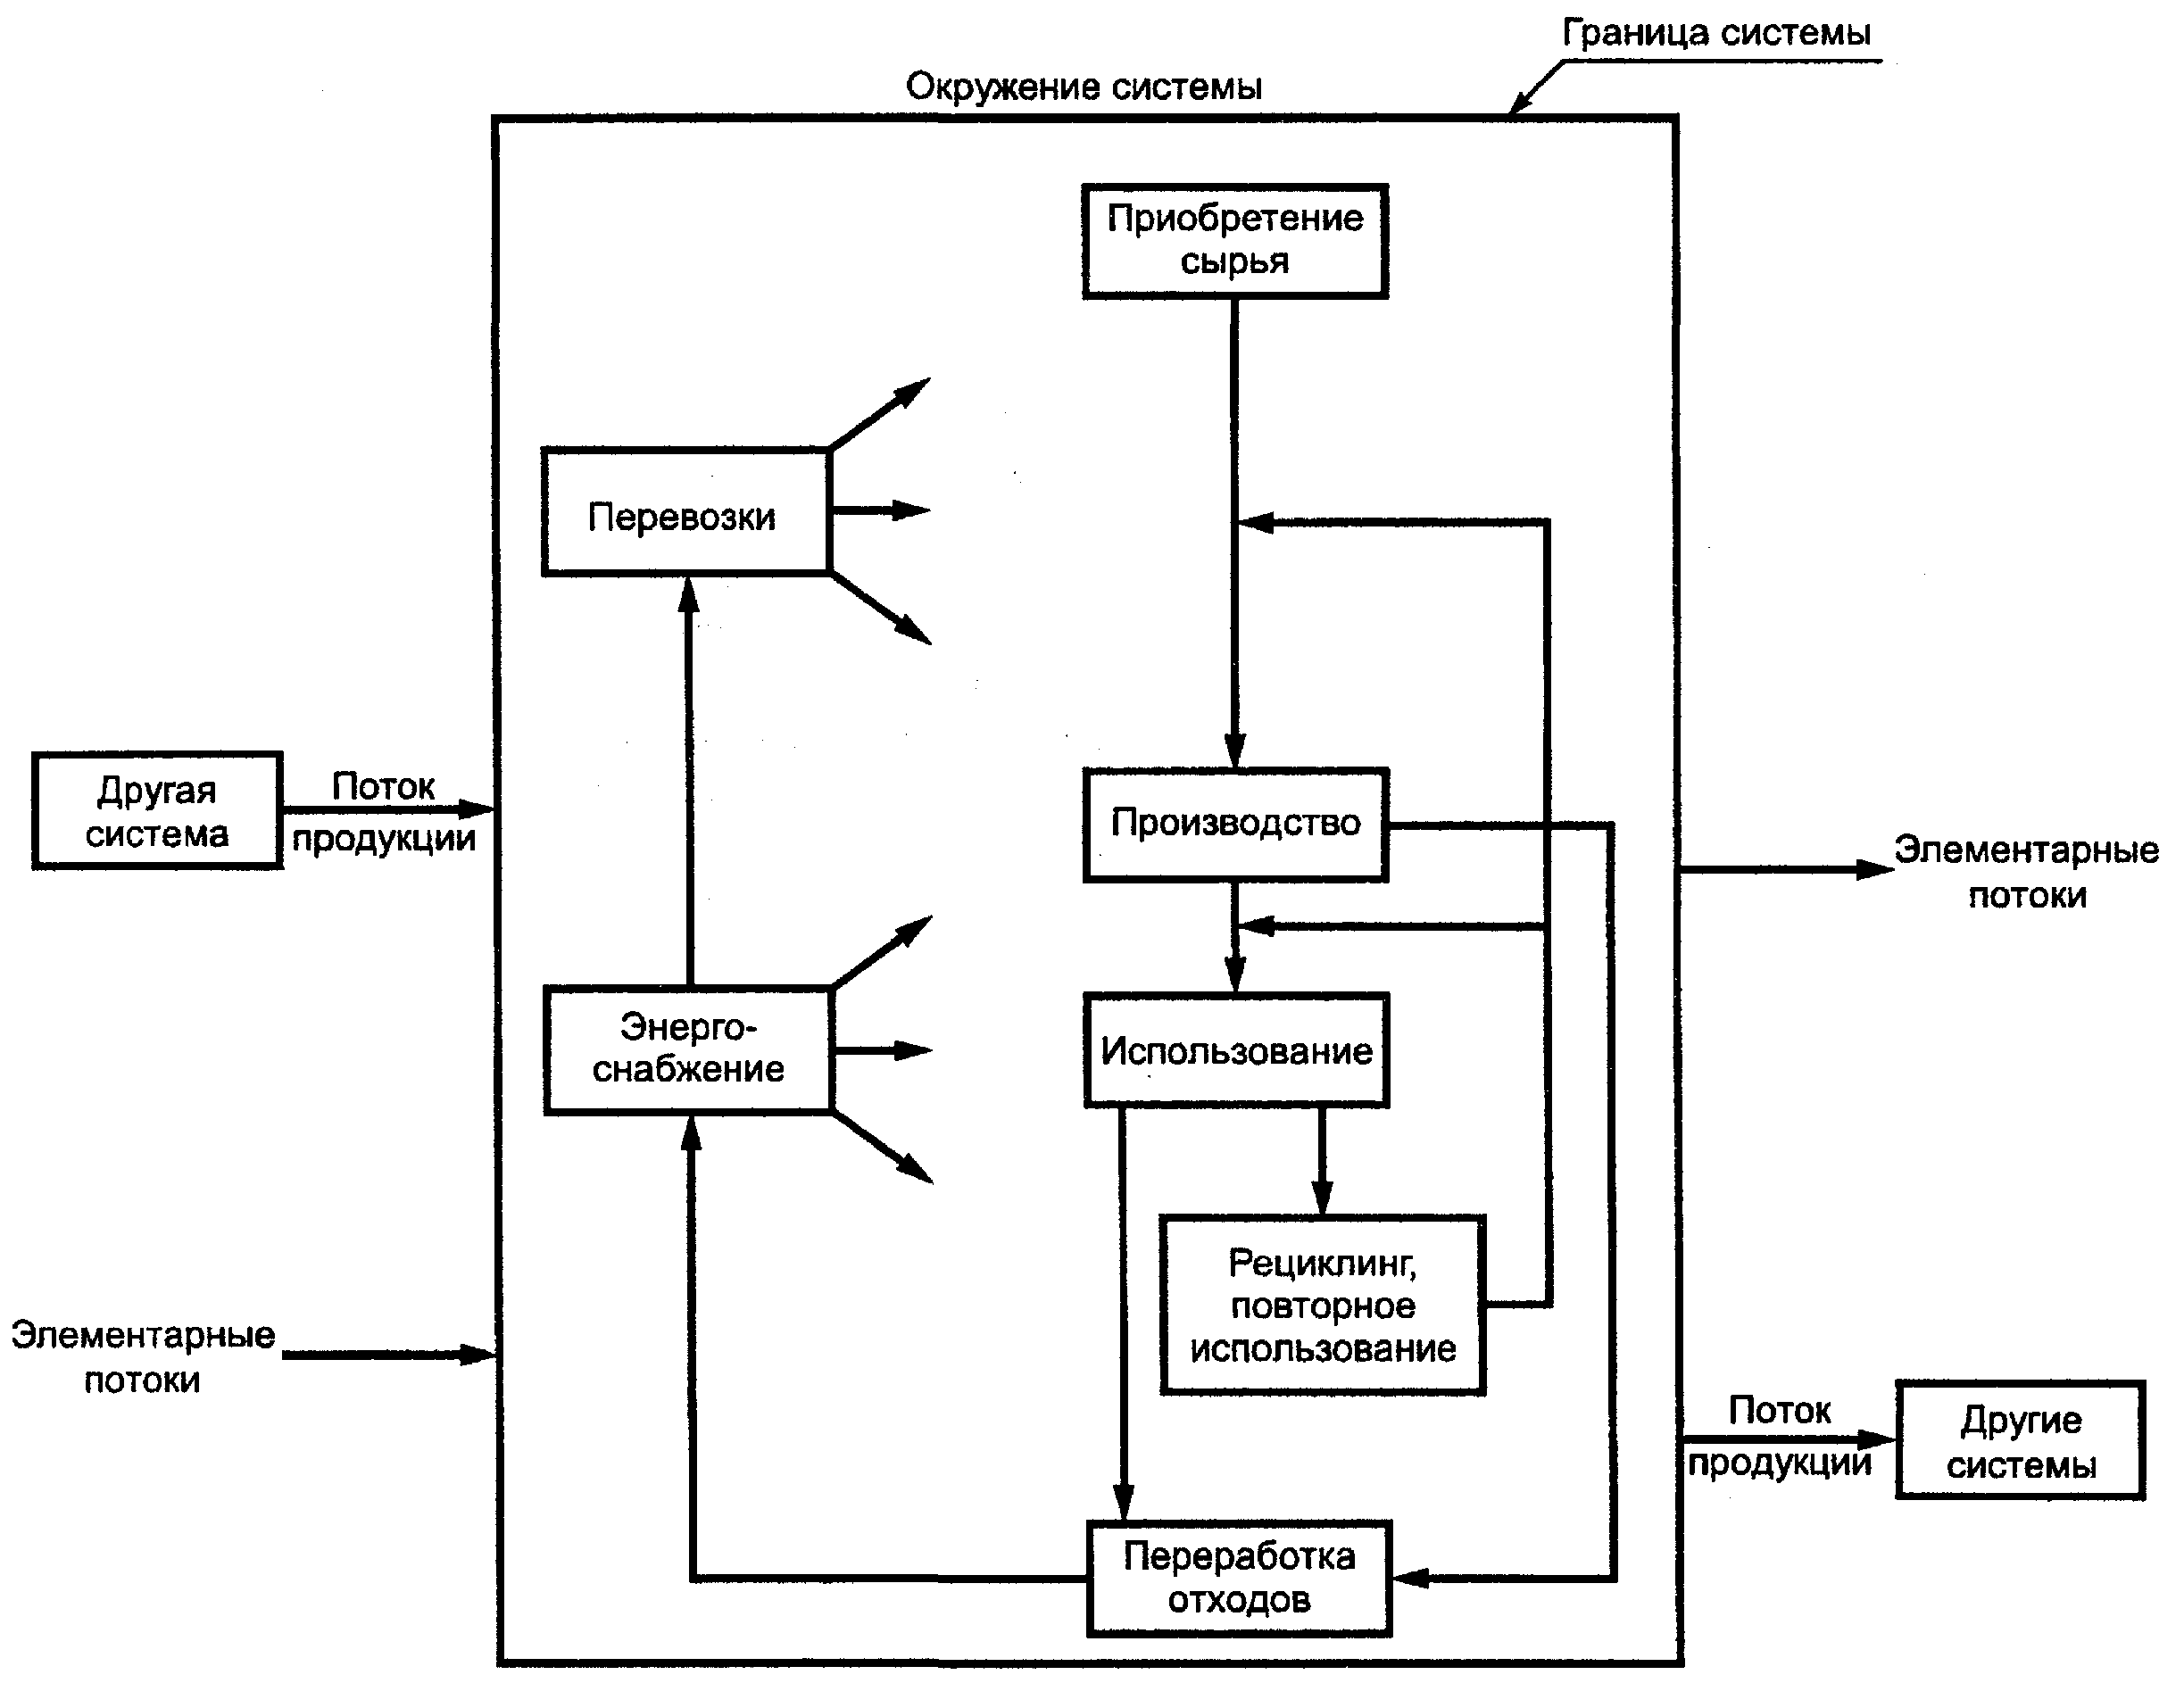 Граница системы
Окружение системы
Приобретение
сырья
Перевозки
Другая
система
Поток
продукции
Производство
Элементарные
потоки
Энерго-
снабжение
Использование
Рециклинг,
повторное
использование
Элементарные
потоки
Поток
продукции
Другие
системы
Переработка
отходов